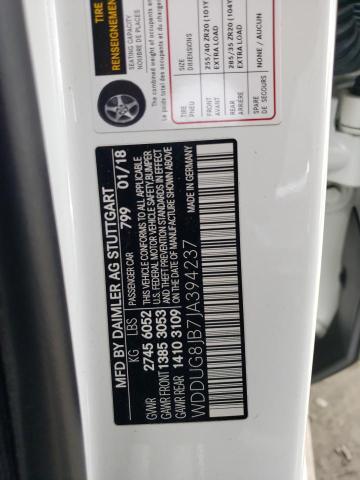 TIRE
RENSEIGNEMENT
SEATING CAPACITY
NOMBRE DE PLACES
The combined weight of occupants and
Le poids total des occupants et
TIRE
PNEU
SIZE
DIMENSIONS
FRONT
AVANT
255/40 ZR20 (101Y
EXTRA LOAD
REAR
ARRIÈRE
285/35 ZR20 (104Y
EXTRA LOAD
SPARE
DE SECOURS
NONE / AUCUN
MFD BY DAIMLER AG STUTTGART
PASSENGER CAR 799 01/18
KG LBS
GVWR 2745 6052
GAWR FRONT 1385 3053
GAWR REAR 1410 3109
THIS VEHICLE CONFORMS TO ALL APPLICABLE
U.S. FEDERAL MOTOR VEHICLE SAFETY,BUMPER
AND THEFT PREVENTION STANDARDS IN EFFECT
ON THE DATE OF MANUFACTURE SHOWN ABOVE
MADE IN GERMANY
WDDUG8JB7JA394237